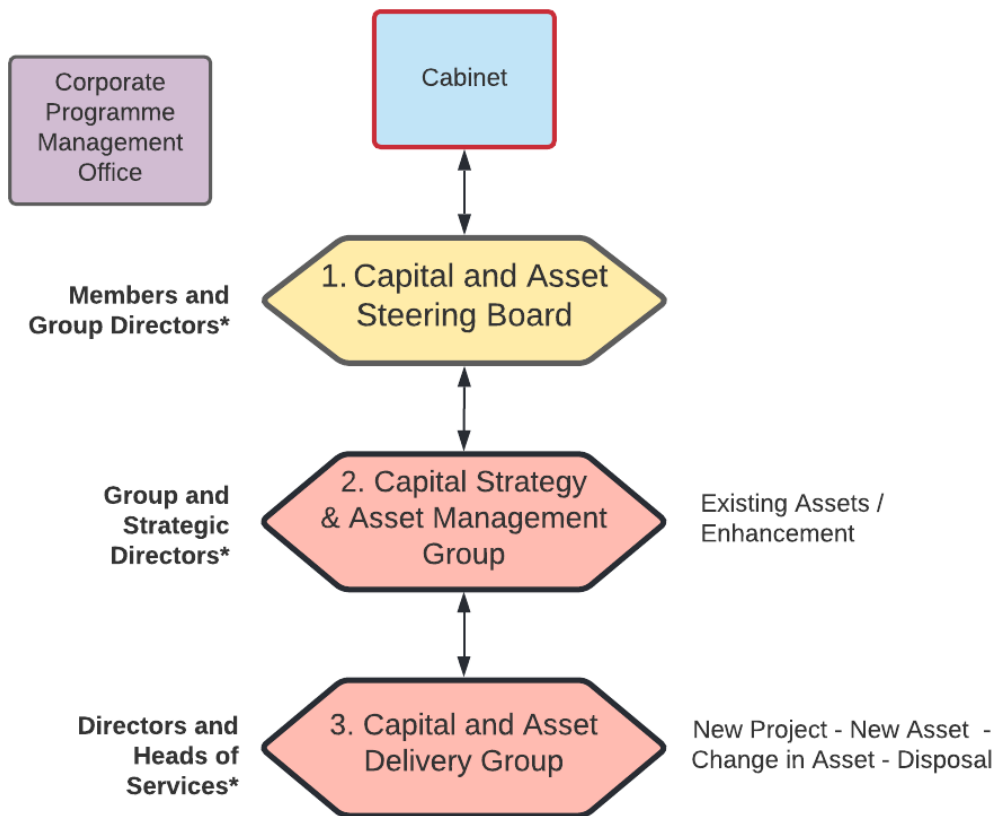 Cabinet
Corporate
Programme
Management
Office
1. Capital and Asset
Steering Board
Members and
Group Directors*
2. Capital Strategy
& Asset Management
Group
Group and
Strategic
Directors*
Existing Assets /
Enhancement
3. Capital and Asset
Delivery Group
Directors and
Heads of
Services*
New Project - New Asset -
Change in Asset - Disposal